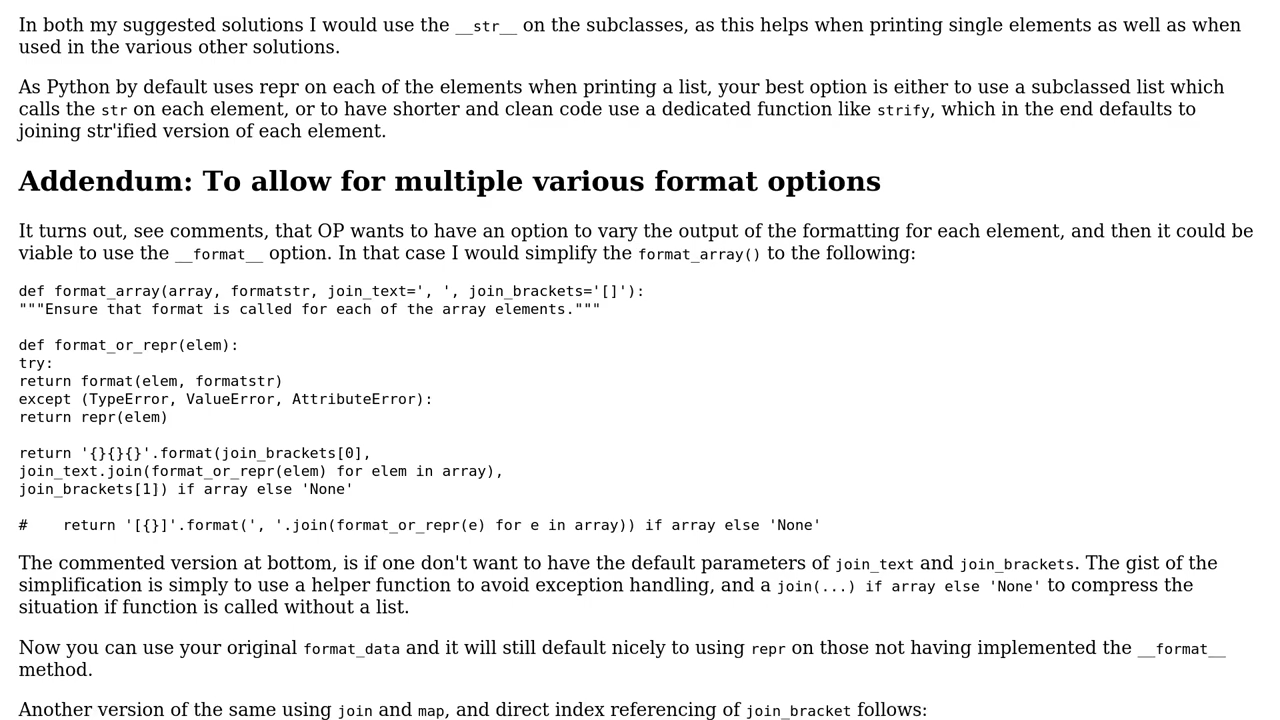 In both my suggested solutions I would use the __str__ on the subclasses, as this helps when printing single elements as well as when
used in the various other solutions.
As Python by default uses repr on each of the elements when printing a list, your best option is either to use a subclassed list which
calls the str on each element, or to have shorter and clean code use a dedicated function like strify, which in the end defaults to
joining str'ified version of each element.
Addendum: To allow for multiple various format options
It turns out, see comments, that OP wants to have an option to vary the output of the formatting for each element, and then it could be
viable to use the __format__ option. In that case I would simplify the format_array() to the following:
def format_array(array, formatstr, join_text=', ', join_brackets='[]'):
"""Ensure that format is called for each of the array elements."""
def format_or_repr(elem):
try:
return format(elem, formatstr)
except (TypeError, ValueError, AttributeError):
return repr(elem)
return '{}{}{}'.format(join_brackets[0],
join_text.join(format_or_repr(elem) for elem in array),
join_brackets[1]) if array else 'None'
#    return '[{}]'.format(', '.join(format_or_repr(e) for e in array)) if array else 'None'
The commented version at bottom, is if one don't want to have the default parameters of join_text and join_brackets. The gist of the
simplification is simply to use a helper function to avoid exception handling, and a join(...) if array else 'None' to compress the
situation if function is called without a list.
Now you can use your original format_data and it will still default nicely to using repr on those not having implemented the __format__
method.
Another version of the same using join and map, and direct index referencing of join_bracket follows: